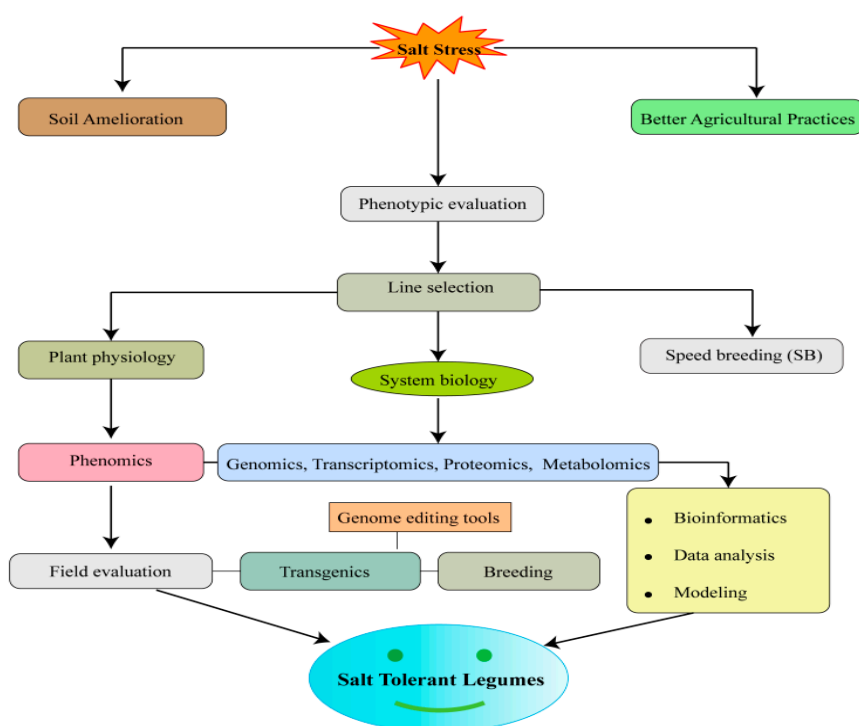 Salt Stress
Soil Amelioration
Better Agricultural Practices
Phenotypic evaluation
Line selection
Plant physiology
Speed breeding (SB)
System biology
Phenomics
Genomics, Transcriptomics, Proteomics, Metabolomics
Genome editing tools
• Bioinformatics
• Data analysis
• Modeling
Field evaluation
Transgenics
Breeding
Salt Tolerant Legumes